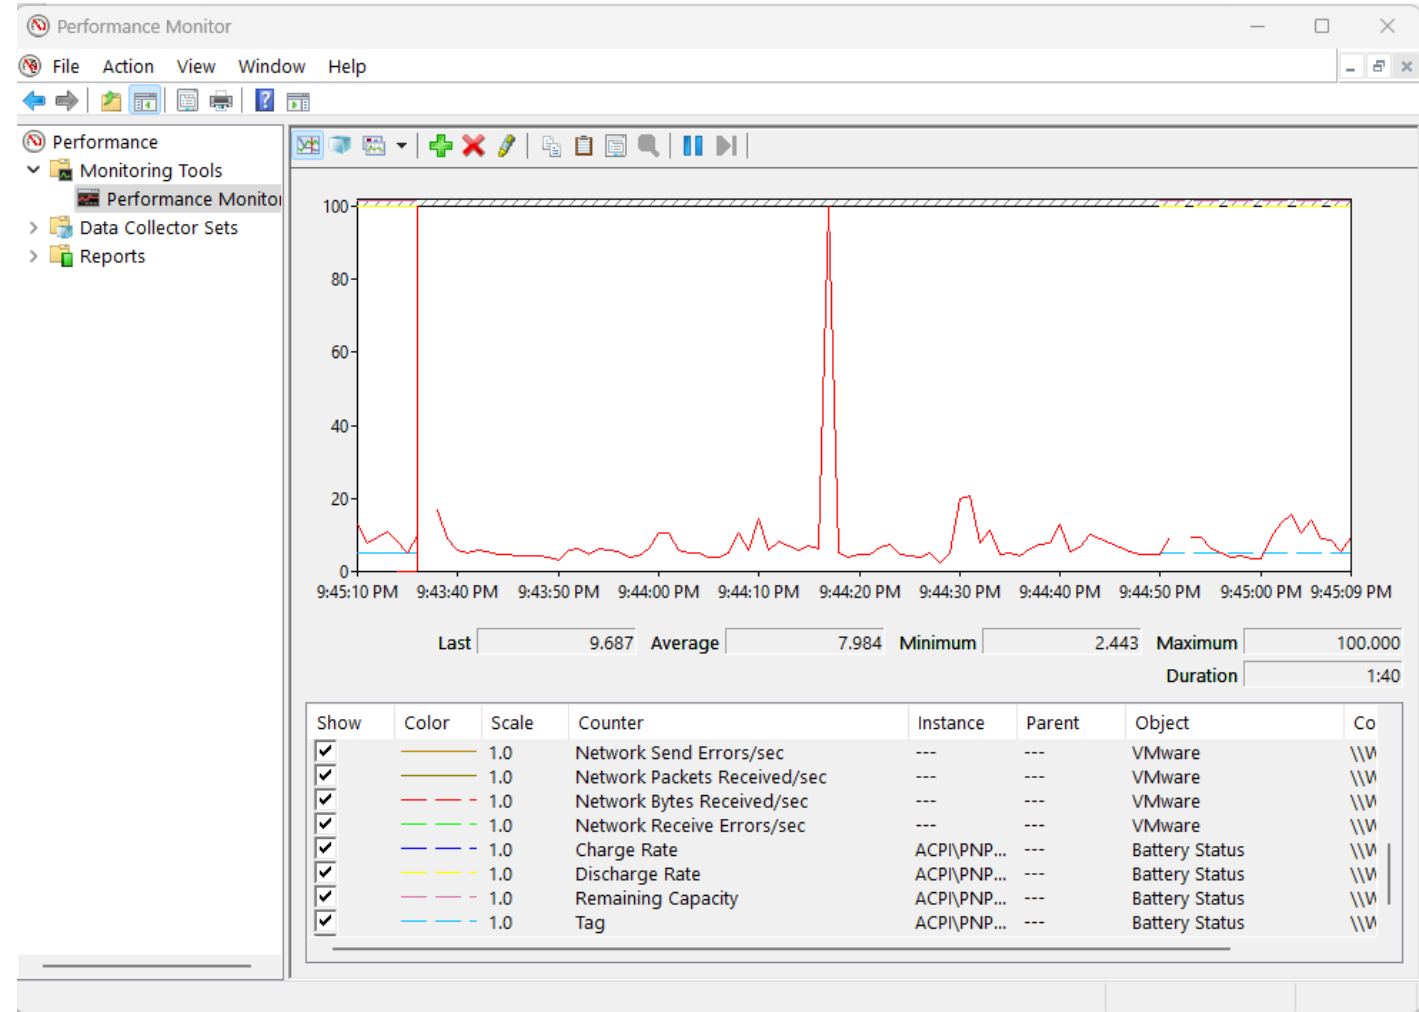 Performance Monitor
File Action View Window Help
Performance
Monitoring Tools
Performance Monitor
Data Collector Sets
Reports
100
80
60
40
20
0
9:45:10 PM 9:43:40 PM 9:43:50 PM 9:44:00 PM 9:44:10 PM 9:44:20 PM 9:44:30 PM 9:44:40 PM 9:44:50 PM 9:45:00 PM 9:45:09 PM
Last 9.687 Average 7.984 Minimum 2.443 Maximum 100.000
Duration 1:40
Show Color Scale Counter Instance Parent Object Co
1.0 Network Send Errors/sec --- --- VMware \\W
1.0 Network Packets Received/sec --- --- VMware \\W
1.0 Network Bytes Received/sec --- --- VMware \\W
1.0 Network Receive Errors/sec --- --- VMware \\W
1.0 Charge Rate ACPI\PNP... --- Battery Status \\W
1.0 Discharge Rate ACPI\PNP... --- Battery Status \\W
1.0 Remaining Capacity ACPI\PNP... --- Battery Status \\W
1.0 Tag ACPI\PNP... --- Battery Status \\W